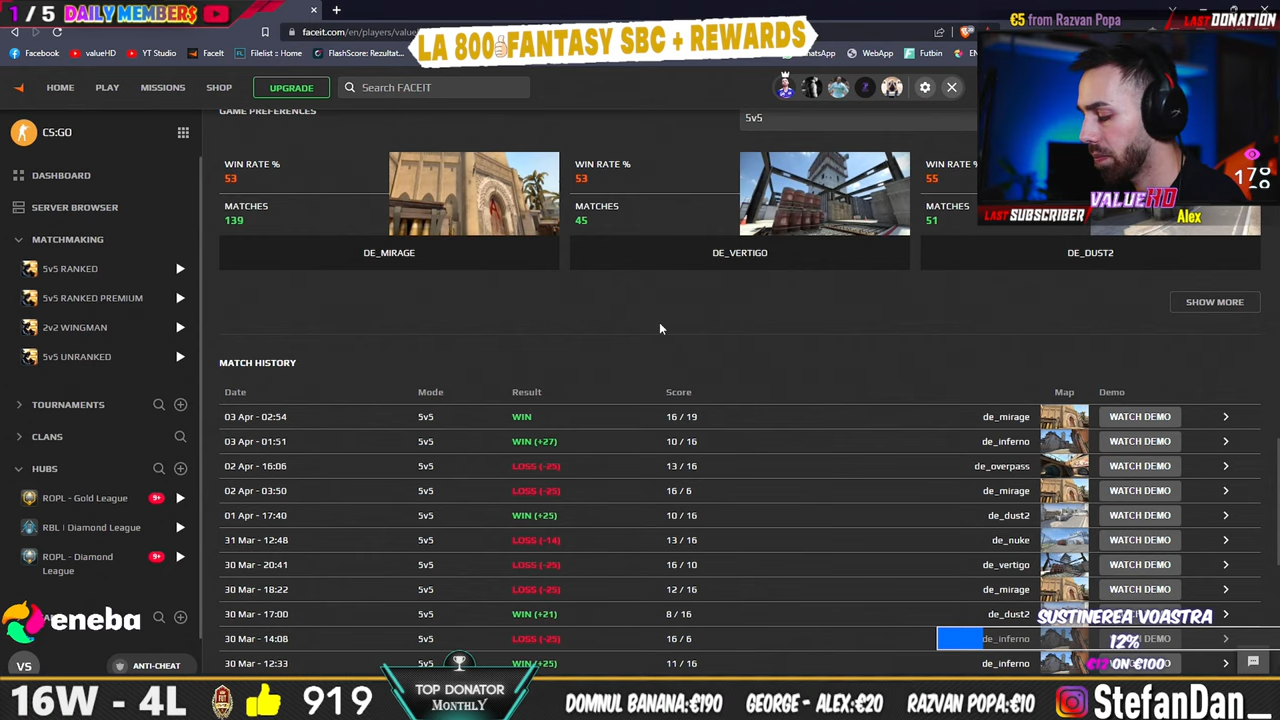 1 / 5 DAILY MEMBERS
LA 800 FANTASY SBC + REWARDS
€5 from Razvan Popa
LAST DONATION
faceit.com/en/players/value
Facebook
valueHD
YT Studio
Faceit
Filelist :: Home
FlashScore: Rezultat...
WhatsApp
WebApp
Futbin
HOME
PLAY
MISSIONS
SHOP
UPGRADE
Search FACEIT
CS:GO
DASHBOARD
SERVER BROWSER
MATCHMAKING
5V5 RANKED
5V5 RANKED PREMIUM
2V2 WINGMAN
5V5 UNRANKED
TOURNAMENTS
CLANS
HUBS
ROPL - Gold League 9+
RBL | Diamond League
ROPL - Diamond League 9+
VS
ANTI-CHEAT
GAME PREFERENCES
5v5
WIN RATE %
53
MATCHES
139
DE_MIRAGE
WIN RATE %
53
MATCHES
45
DE_VERTIGO
WIN RATE %
55
MATCHES
51
DE_DUST2
VALUEHD
LAST SUBSCRIBER
Alex
SHOW MORE
MATCH HISTORY
Date Mode Result Score Map Demo
03 Apr - 02:54 5v5 WIN 16 / 19 de_mirage WATCH DEMO
03 Apr - 01:51 5v5 WIN (+27) 10 / 16 de_inferno WATCH DEMO
02 Apr - 16:06 5v5 LOSS (-25) 13 / 16 de_overpass WATCH DEMO
02 Apr - 03:50 5v5 LOSS (-25) 16 / 6 de_mirage WATCH DEMO
01 Apr - 17:40 5v5 WIN (+25) 10 / 16 de_dust2 WATCH DEMO
31 Mar - 12:48 5v5 LOSS (-14) 13 / 16 de_nuke WATCH DEMO
30 Mar - 20:41 5v5 LOSS (-25) 16 / 10 de_vertigo WATCH DEMO
30 Mar - 18:22 5v5 LOSS (-25) 12 / 16 de_mirage WATCH DEMO
30 Mar - 17:00 5v5 WIN (+21) 8 / 16 de_dust2
30 Mar - 14:08 5v5 LOSS (-25) 16 / 6 de_inferno
30 Mar - 12:33 5v5 WIN (+25) 11 / 16 de_inferno
SUSTINEREA VOASTRA
12%
€12 ON €100
eneba
16W - 4L
919
TOP DONATOR
MONTHLY
DOMNUL BANANA:€190
GEORGE - ALEX:€20
RAZVAN POPA:€10
StefanDan_